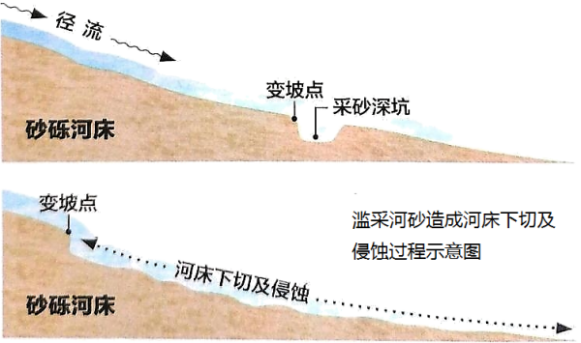 径流
变坡点
采砂深坑
砂砾河床
变坡点
滥采河砂造成河床下切及
侵蚀过程示意图
河床下切及侵蚀
砂砾河床